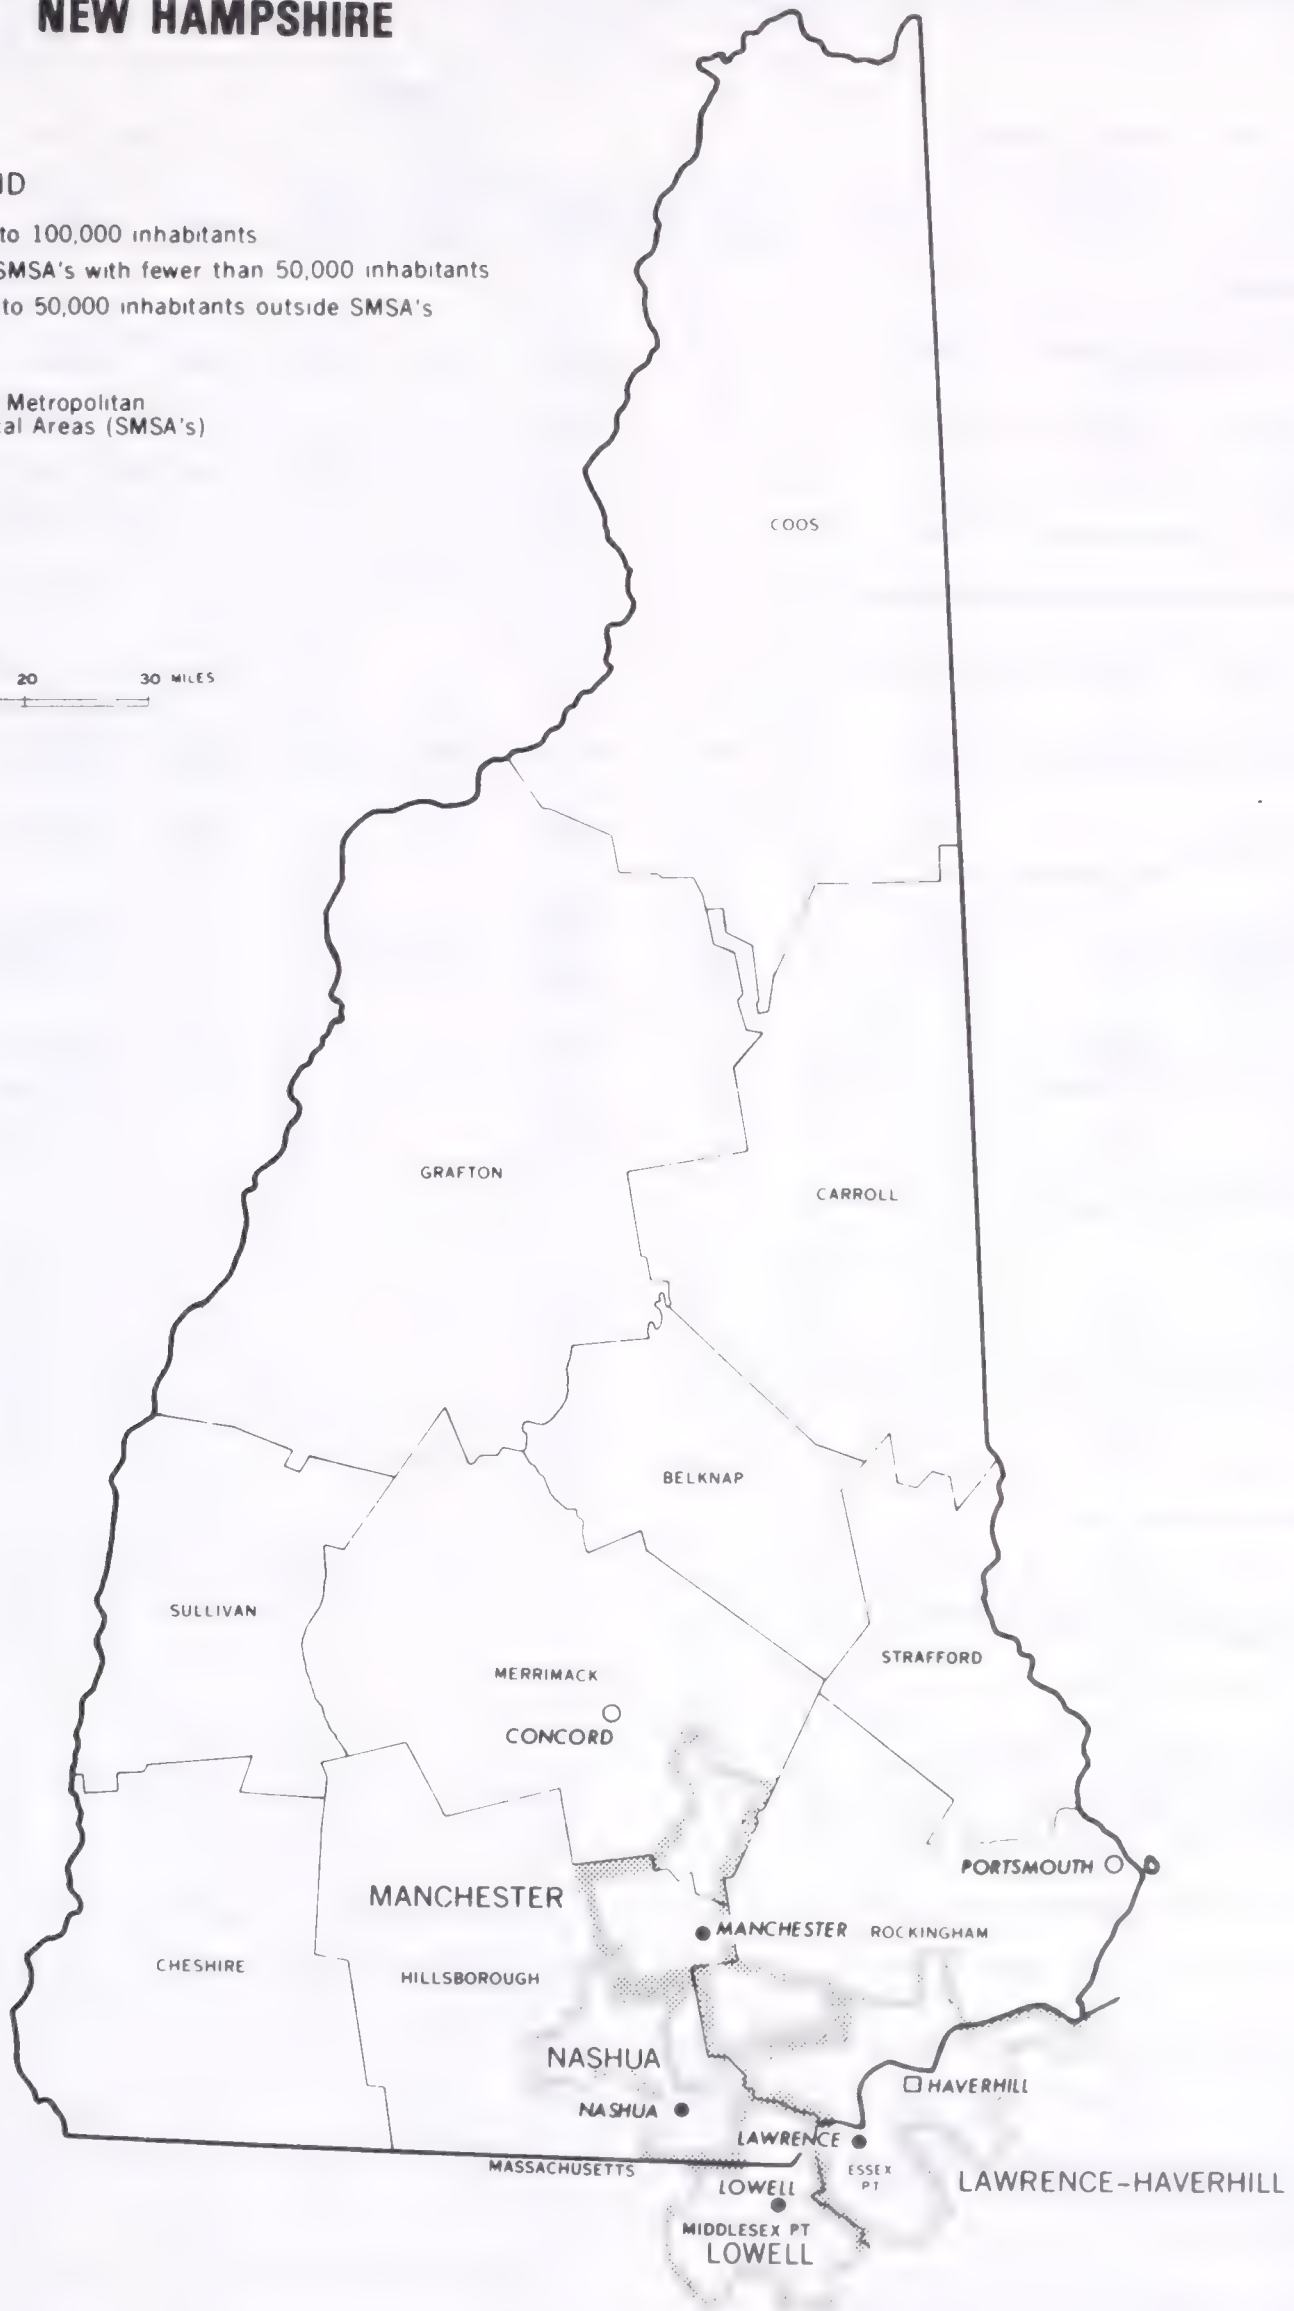 NEW HAMPSHIRE
to 100,000 inhabitants
SMSA's with fewer than 50,000 inhabitants
to 50,000 inhabitants outside SMSA's
Metropolitan
Areas (SMSA's)
20 30 MILES
COOS
GRAFTON
CARROLL
BELKNAP
SULLIVAN
STRAFFORD
MERRIMACK
CONCORD
PORTSMOUTH
MANCHESTER
MANCHESTER ROCKINGHAM
CHESHIRE
HILLSBOROUGH
NASHUA
HAVERHILL
NASHUA
LAWRENCE
MASSACHUSETTS
ESSEX
PT
LAWRENCE-HAVERHILL
LOWELL
MIDDLESEX PT
LOWELL